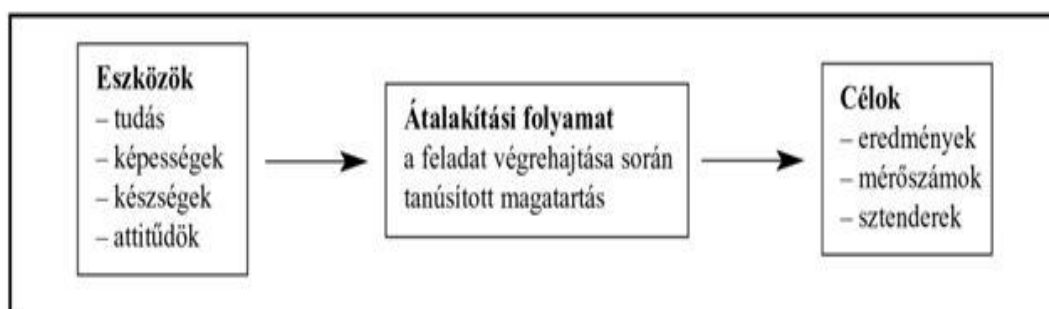 Eszközök
– tudás
– képességek
– készségek
– attitűdök
Átalakítási folyamat
a feladat végrehajtása során
tanúsított magatartás
Célok
– eredmények
– mérőszámok
– sztenderek